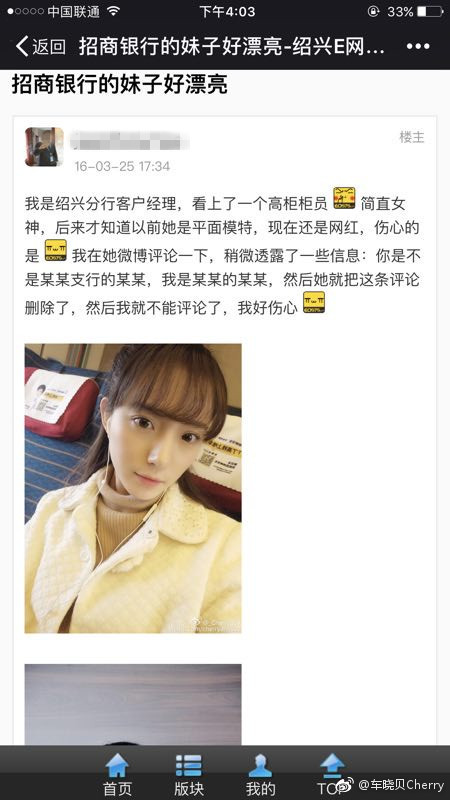 中国联通
下午4:03
33%
返回
招商银行的妹子好漂亮-绍兴E网...
招商银行的妹子好漂亮
楼主
16-03-25 17:34
我是绍兴分行客户经理，看上了一个高柜柜员 简直女
神，后来才知道以前她是平面模特，现在还是网红，伤心的
是 我在她微博评论一下，稍微透露了一些信息：你是不
是某某支行的某某，我是某某的某某，然后她就把这条评论
删除了，然后我就不能评论了，我好伤心
首页
版块
我的
TOP
@车晓贝Cherry